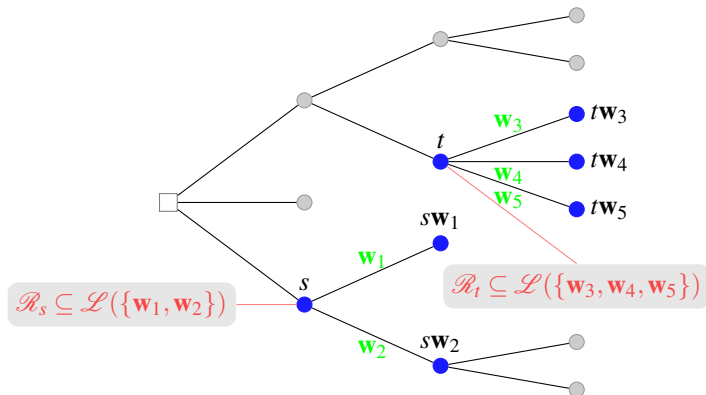 w₃
tw₃
t
tw₄
w₄
w₅
tw₅
sw₁
w₁
ℛₜ ⊆ ℒ({w₃, w₄, w₅})
s
ℛₛ ⊆ ℒ({w₁, w₂})
sw₂
w₂